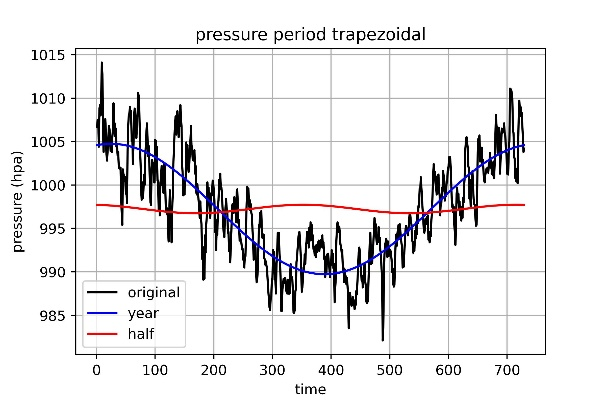 pressure period trapezoidal
pressure (hpa)
1015
1010
1005
1000
995
990
985
original
year
half
0 100 200 300 400 500 600 700
time